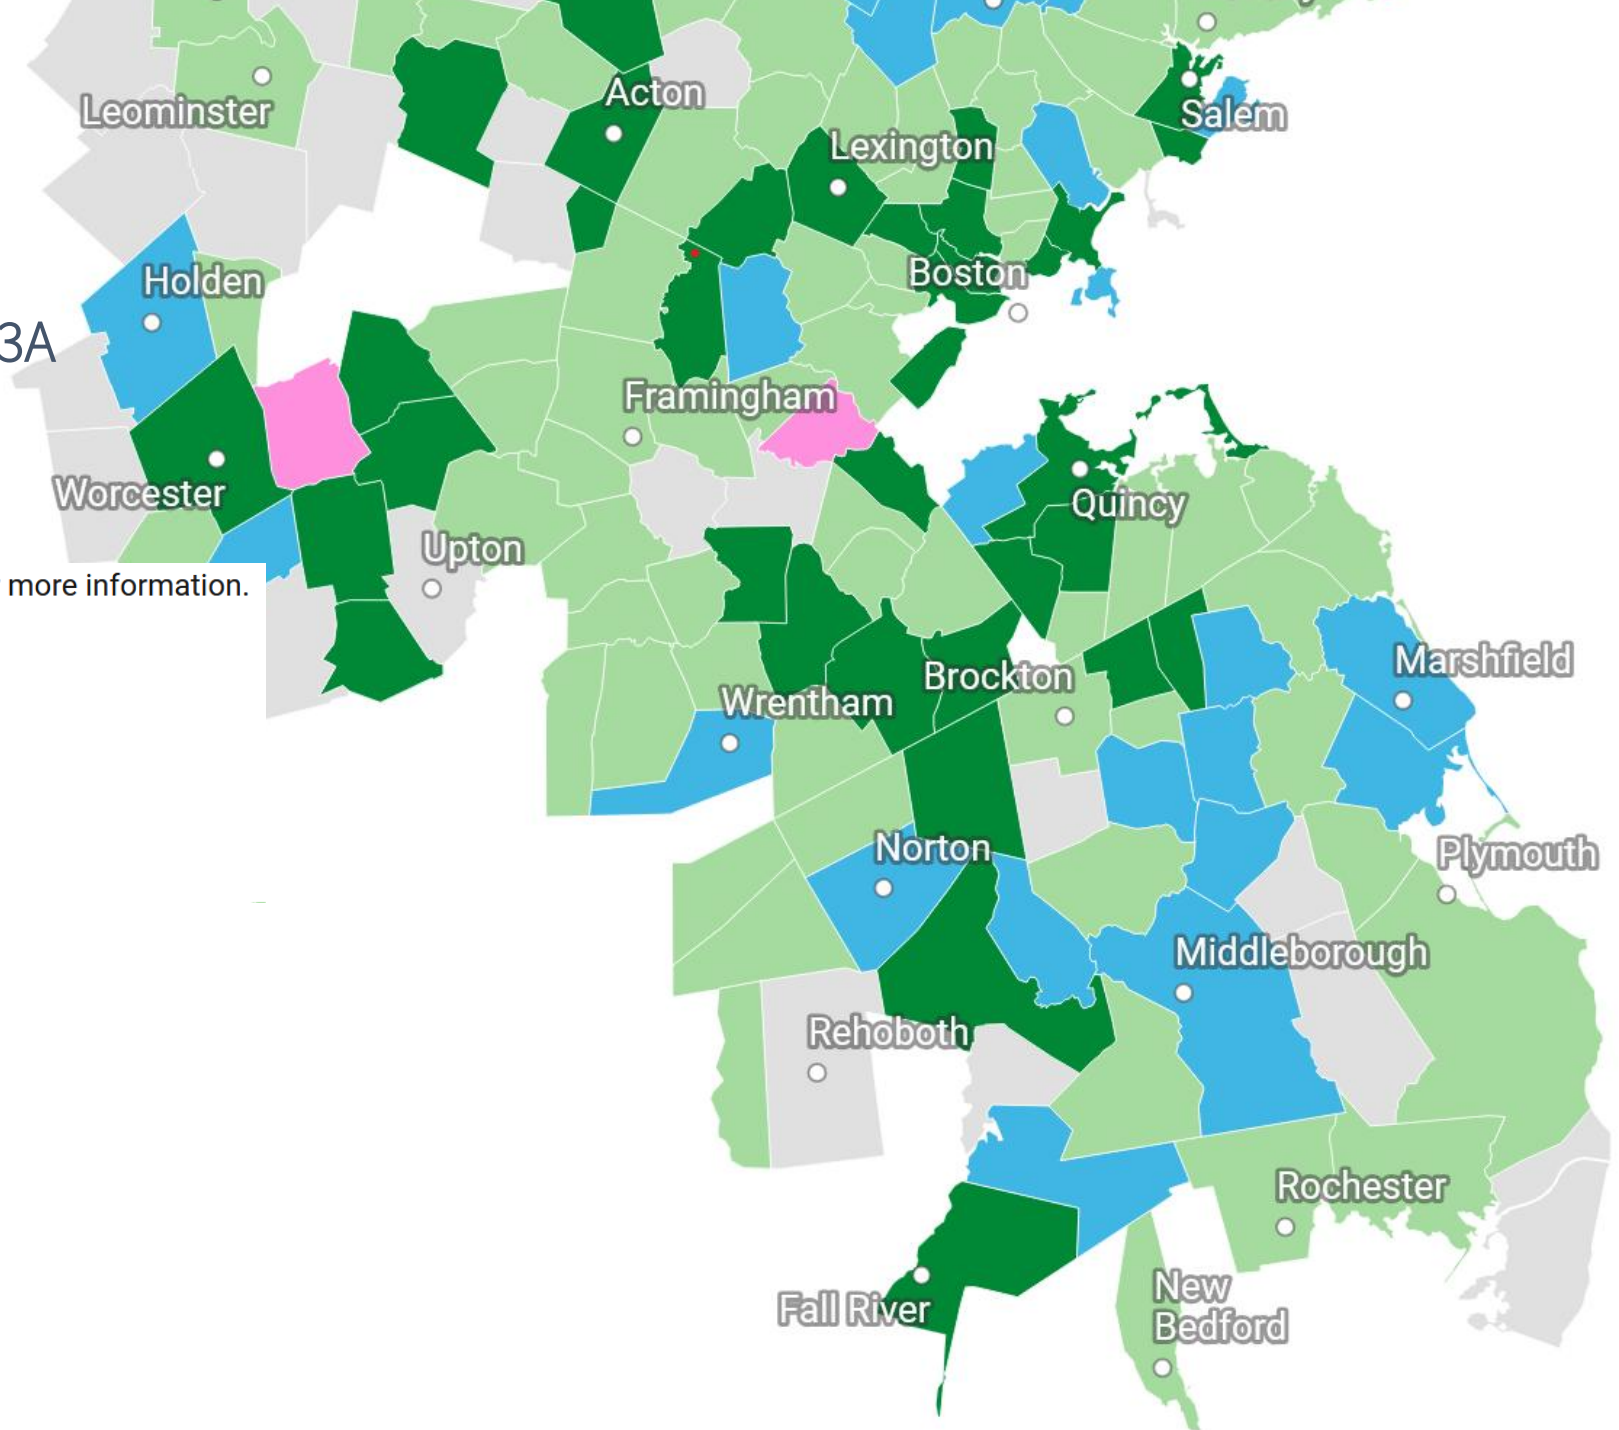 Acton
Leominster
Salem
Lexington
Holden
Boston
3A
Framingham
Worcester
Quincy
Upton
more information.
Marshfield
Brockton
Wrentham
Norton
Plymouth
Middleborough
Rehoboth
Rochester
New
Bedford
Fall River